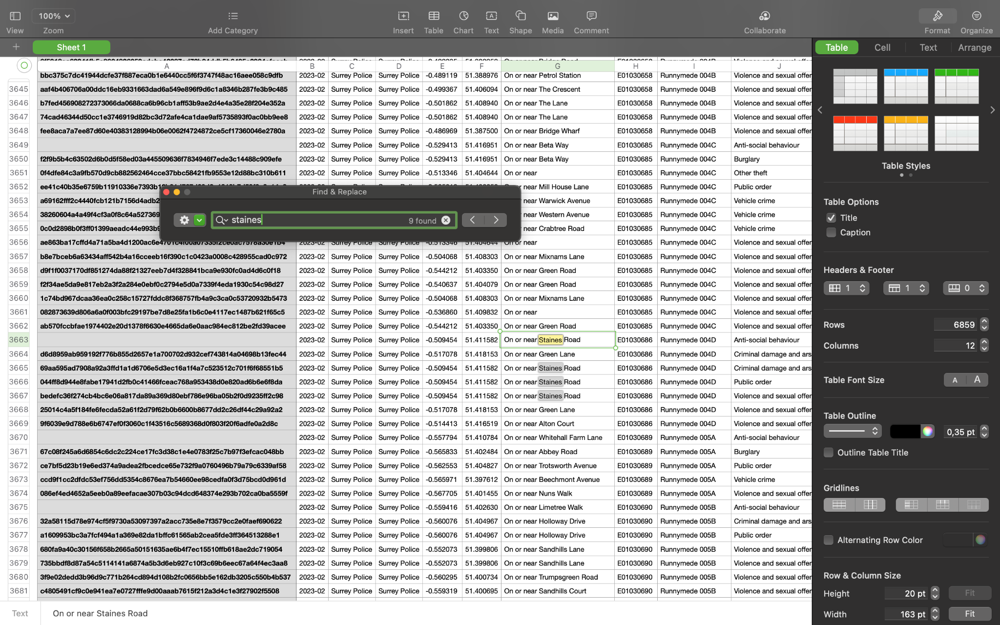 100%
View Zoom Add Category Insert Table Chart Text Shape Media Comment Collaborate Format Organize
Sheet 1
Table Cell Text Arrange
A B C D E F G H I J
bbc375c7dc41944dcfe37f887eca0b1e6440cc5f6f3747f48ac16aee058c9dfb 2023-02 Surrey Police Surrey Police -0.489119 51.388976 On or near Petrol Station E01030658 Runnymede 004B Violence and sexual offer
3645 aaf4b406706a00ddc16eb9331663dad6a549e896f9d6c1a8346b287fe3b9c485 2023-02 Surrey Police Surrey Police -0.499367 51.406094 On or near The Crescent E01030658 Runnymede 004B Violence and sexual offer
3646 b7fed456908272373066da0688ca6b96cb1aff53b9ae2d4e4a35e28f204e352a 2023-02 Surrey Police Surrey Police -0.501862 51.408940 On or near The Lane E01030658 Runnymede 004B Violence and sexual offer
3647 74cad46344d50cc1e3746919d82bc3d72afe4ca1dae9af5735893f0ac0bb9ee8 2023-02 Surrey Police Surrey Police -0.501862 51.408940 On or near The Lane E01030658 Runnymede 004B Violence and sexual offer
3648 fee8aca7a7ee87d60e40383128994b06e0062f4724872ce5cf17360046e2780a 2023-02 Surrey Police Surrey Police -0.486969 51.387500 On or near Bridge Wharf E01030658 Runnymede 004B Violence and sexual offer
3649 2023-02 Surrey Police Surrey Police -0.529413 51.416951 On or near Beta Way E01030685 Runnymede 004C Anti-social behaviour
3650 f2f9b5b4c63502d6b0d5f58ed03a445509636f7834946f7ede3c14488c909efe 2023-02 Surrey Police Surrey Police -0.529413 51.416951 On or near Beta Way E01030685 Runnymede 004C Burglary
3651 0f4dfe84c3a9fb570d9cb882562464cce37bbc58421fb9553e12d88bc310b611 2023-02 Surrey Police Surrey Police -0.513346 51.404644 On or near E01030685 Runnymede 004C Other theft
3652 near Mill House Lane E01030685 Runnymede 004C Public order
3653 a69162fff2c4440fcb121b7156d4adb2 near Warwick Avenue E01030685 Runnymede 004C Vehicle crime
3654 38260604a4a49f4cf3a0f8c64a527369 near Western Avenue E01030685 Runnymede 004C Vehicle crime
3655 0c0d2898b0f3ff01399aeadc44e993b9 near Crabtree Road E01030685 Runnymede 004C Vehicle crime
3656 2023-02 Surrey Police Surrey Police -0.513346 51.404644 On or near E01030685 Runnymede 004C Violence and sexual offer
3657 b8e7bceb6a63434aff542b4a16cceeb16f390c1c0423a0008c428955cad0c972 2023-02 Surrey Police Surrey Police -0.504068 51.408303 On or near Mixnams Lane E01030685 Runnymede 004C Violence and sexual offer
3658 d9f1f0037170df851274da88f21327eeb7d4f328841bca9e930fc0ad4d6c0f18 2023-02 Surrey Police Surrey Police -0.544212 51.403350 On or near Green Road E01030685 Runnymede 004C Violence and sexual offer
3659 f2f34ae5da9e817eb2a3f2a284e0ebf0c2794e5d0a7339f4eda1930c54c98d27 2023-02 Surrey Police Surrey Police -0.540637 51.404079 On or near Green Road E01030685 Runnymede 004C Violence and sexual offer
3660 1c74bd967dcaa36ea0c258c15727fddc8f368757fb4a9c3ca0c53720932b5473 2023-02 Surrey Police Surrey Police -0.504068 51.408303 On or near Mixnams Lane E01030685 Runnymede 004C Violence and sexual offer
3661 082873639d806a6a0f003bfc29197be7d8e25fa1b6c0e4117ec1487b621f65c5 2023-02 Surrey Police Surrey Police -0.536860 51.409832 On or near E01030685 Runnymede 004C Violence and sexual offer
3662 ab570fccbfae1974402e20d1378f6630e4665da6e0aac984ec812be2fd39acee 2023-02 Surrey Police Surrey Police -0.544212 51.403350 On or near Green Road E01030685 Runnymede 004C Violence and sexual offer
3663 2023-02 Surrey Police Surrey Police -0.509454 51.411582 On or near Staines Road E01030686 Runnymede 004D Anti-social behaviour
3664 d6d8959ab959192f776b855d2657e1a700702d932cef743814a04698b13fec44 2023-02 Surrey Police Surrey Police -0.517078 51.418153 On or near Green Lane E01030686 Runnymede 004D Criminal damage and ars
3665 69aa595ad7908a92a3ffd1a1d6706e5d3ec16a1f4a7c523512c701f6f68551b5 2023-02 Surrey Police Surrey Police -0.509454 51.411582 On or near Staines Road E01030686 Runnymede 004D Criminal damage and ars
3666 044ff8d944e8fabe17941d2fb0c41466fceac768a953438d0e820ad6b6e6f8da 2023-02 Surrey Police Surrey Police -0.509454 51.411582 On or near Staines Road E01030686 Runnymede 004D Public order
3667 bedefc36f274cb4bc6e06a817da89a369d80ebf786e96ba05b2f0d9235ff2c98 2023-02 Surrey Police Surrey Police -0.509454 51.411582 On or near Staines Road E01030686 Runnymede 004D Violence and sexual offer
3668 25014c4a5f184fe6fecda52a61f2d79f62b0b6600b8677dd2c26df44c29a92a2 2023-02 Surrey Police Surrey Police -0.517078 51.418153 On or near Green Lane E01030686 Runnymede 004D Violence and sexual offer
3669 9f6039e9d788e6b6747ef0f3060c1f43516c5689368d0f803f20f6adfe0a2d8c 2023-02 Surrey Police Surrey Police -0.514413 51.416519 On or near Alton Court E01030686 Runnymede 004D Violence and sexual offer
3670 2023-02 Surrey Police Surrey Police -0.557794 51.410784 On or near Whitehall Farm Lane E01030689 Runnymede 005A Anti-social behaviour
3671 67c08f245a6d6854c6dc2c224ce17fc3d38c1e4e0783f25c7b97f3efcac048bb 2023-02 Surrey Police Surrey Police -0.565833 51.402484 On or near Abbey Road E01030689 Runnymede 005A Burglary
3672 ce7bf5d23b19e6ed374a9adea2fbcedce65e732f9a0760496b79a79c6339af58 2023-02 Surrey Police Surrey Police -0.562553 51.404827 On or near Trotsworth Avenue E01030689 Runnymede 005A Public order
3673 ccd9f1cc2dfdc53ef756dd5354c8676ea7b54660ee98cedfa0f3d75bcd0d961d 2023-02 Surrey Police Surrey Police -0.565971 51.397612 On or near Beechmont Avenue E01030689 Runnymede 005A Vehicle crime
3674 086ef4ed4652a5eeb0a89eefacae307b03c94dcd648374e293b702ca0ba5559f 2023-02 Surrey Police Surrey Police -0.567705 51.401455 On or near Nuns Walk E01030689 Runnymede 005A Violence and sexual offer
3675 2023-02 Surrey Police Surrey Police -0.559416 51.402630 On or near Limetree Walk E01030690 Runnymede 005B Anti-social behaviour
3676 32a58115d78e974cf5f9730a53097397a2acc735e8e7f3579cc2e0faef690622 2023-02 Surrey Police Surrey Police -0.560076 51.404967 On or near Holloway Drive E01030690 Runnymede 005B Criminal damage and ars
3677 a1609953bc3a7fcf494a1a369e82da1bffc61565ab2cea5fde3ff364513288e1 2023-02 Surrey Police Surrey Police -0.560076 51.404967 On or near Holloway Drive E01030690 Runnymede 005B Public order
3678 680fa9a40c30156f658b2665a50151635ae6b4f7ec15510ffb618ae2dc719054 2023-02 Surrey Police Surrey Police -0.552073 51.399806 On or near Sandhills Lane E01030690 Runnymede 005B Violence and sexual offer
3679 735bbdf8d87a54c5114141a6874a5b3d6eb927c10f3c69b6eec67a64f4ec3aa8 2023-02 Surrey Police Surrey Police -0.552073 51.399806 On or near Sandhills Lane E01030690 Runnymede 005B Violence and sexual offer
3680 3f9e02dedd3b96d9c771b264cd894d108b2fc0656bb5e162db3205c550b4b537 2023-02 Surrey Police Surrey Police -0.560295 51.400734 On or near Trumpsgreen Road E01030690 Runnymede 005B Violence and sexual offer
3681 c4805491cf9c0e941ea7e0727fffe9d00aaab7615f212a3d4c1e3f27902f5508 2023-02 Surrey Police Surrey Police -0.559319 51.400695 On or near Sandhills Court E01030690 Runnymede 005B Violence and sexual offer
Find & Replace
staines 9 found
Text On or near Staines Road
Table Styles
Table Options
Title
Caption
Headers & Footer
1 1 0
Rows 6859
Columns 12
Table Font Size A A
Table Outline
0,35 pt
Outline Table Title
Gridlines
Alternating Row Color
Row & Column Size
Height 20 pt Fit
Width 163 pt Fit